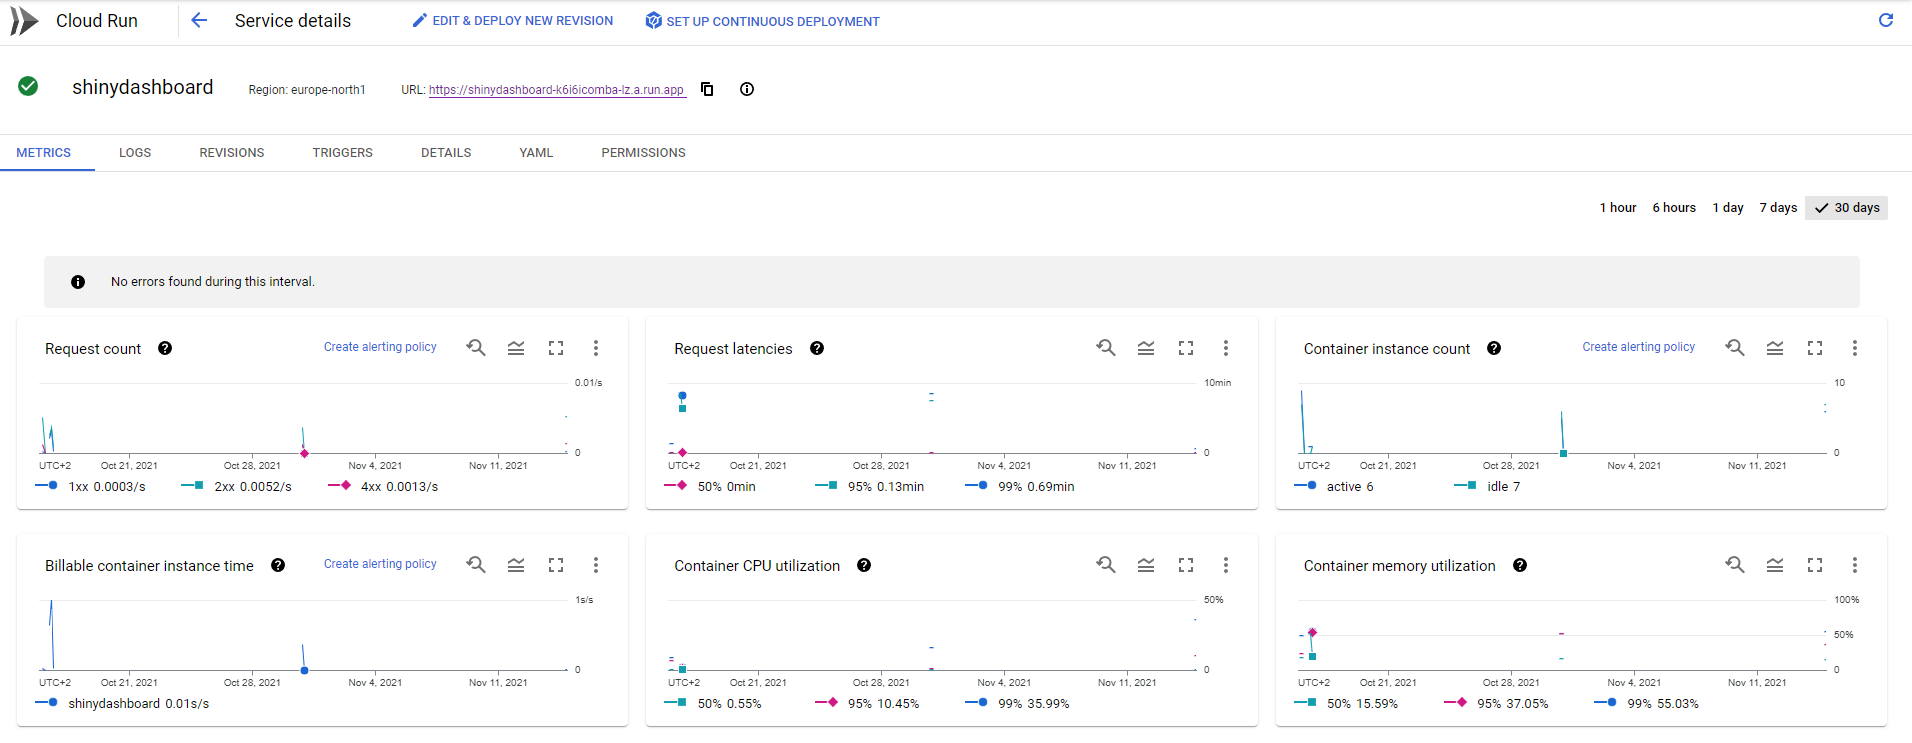 Cloud Run
Service details
EDIT & DEPLOY NEW REVISION
SET UP CONTINUOUS DEPLOYMENT
shinydashboard
Region: europe-north1
URL: https://shinydashboard-k6i6icomba-lz.a.run.app
METRICS LOGS REVISIONS TRIGGERS DETAILS YAML PERMISSIONS
1 hour 6 hours 1 day 7 days 30 days
No errors found during this interval.
Request count
Create alerting policy
0.01/s
0
UTC+2 Oct 21, 2021 Oct 28, 2021 Nov 4, 2021 Nov 11, 2021
1xx 0.0003/s 2xx 0.0052/s 4xx 0.0013/s
Request latencies
10min
0
UTC+2 Oct 21, 2021 Oct 28, 2021 Nov 4, 2021 Nov 11, 2021
50% 0min 95% 0.13min 99% 0.69min
Container instance count
Create alerting policy
10
0
UTC+2 Oct 21, 2021 Oct 28, 2021 Nov 4, 2021 Nov 11, 2021
active 6 idle 7
Billable container instance time
Create alerting policy
1s/s
0
UTC+2 Oct 21, 2021 Oct 28, 2021 Nov 4, 2021 Nov 11, 2021
shinydashboard 0.01s/s
Container CPU utilization
50%
0
UTC+2 Oct 21, 2021 Oct 28, 2021 Nov 4, 2021 Nov 11, 2021
50% 0.55% 95% 10.45% 99% 35.99%
Container memory utilization
100%
50%
0
UTC+2 Oct 21, 2021 Oct 28, 2021 Nov 4, 2021 Nov 11, 2021
50% 15.59% 95% 37.05% 99% 55.03%